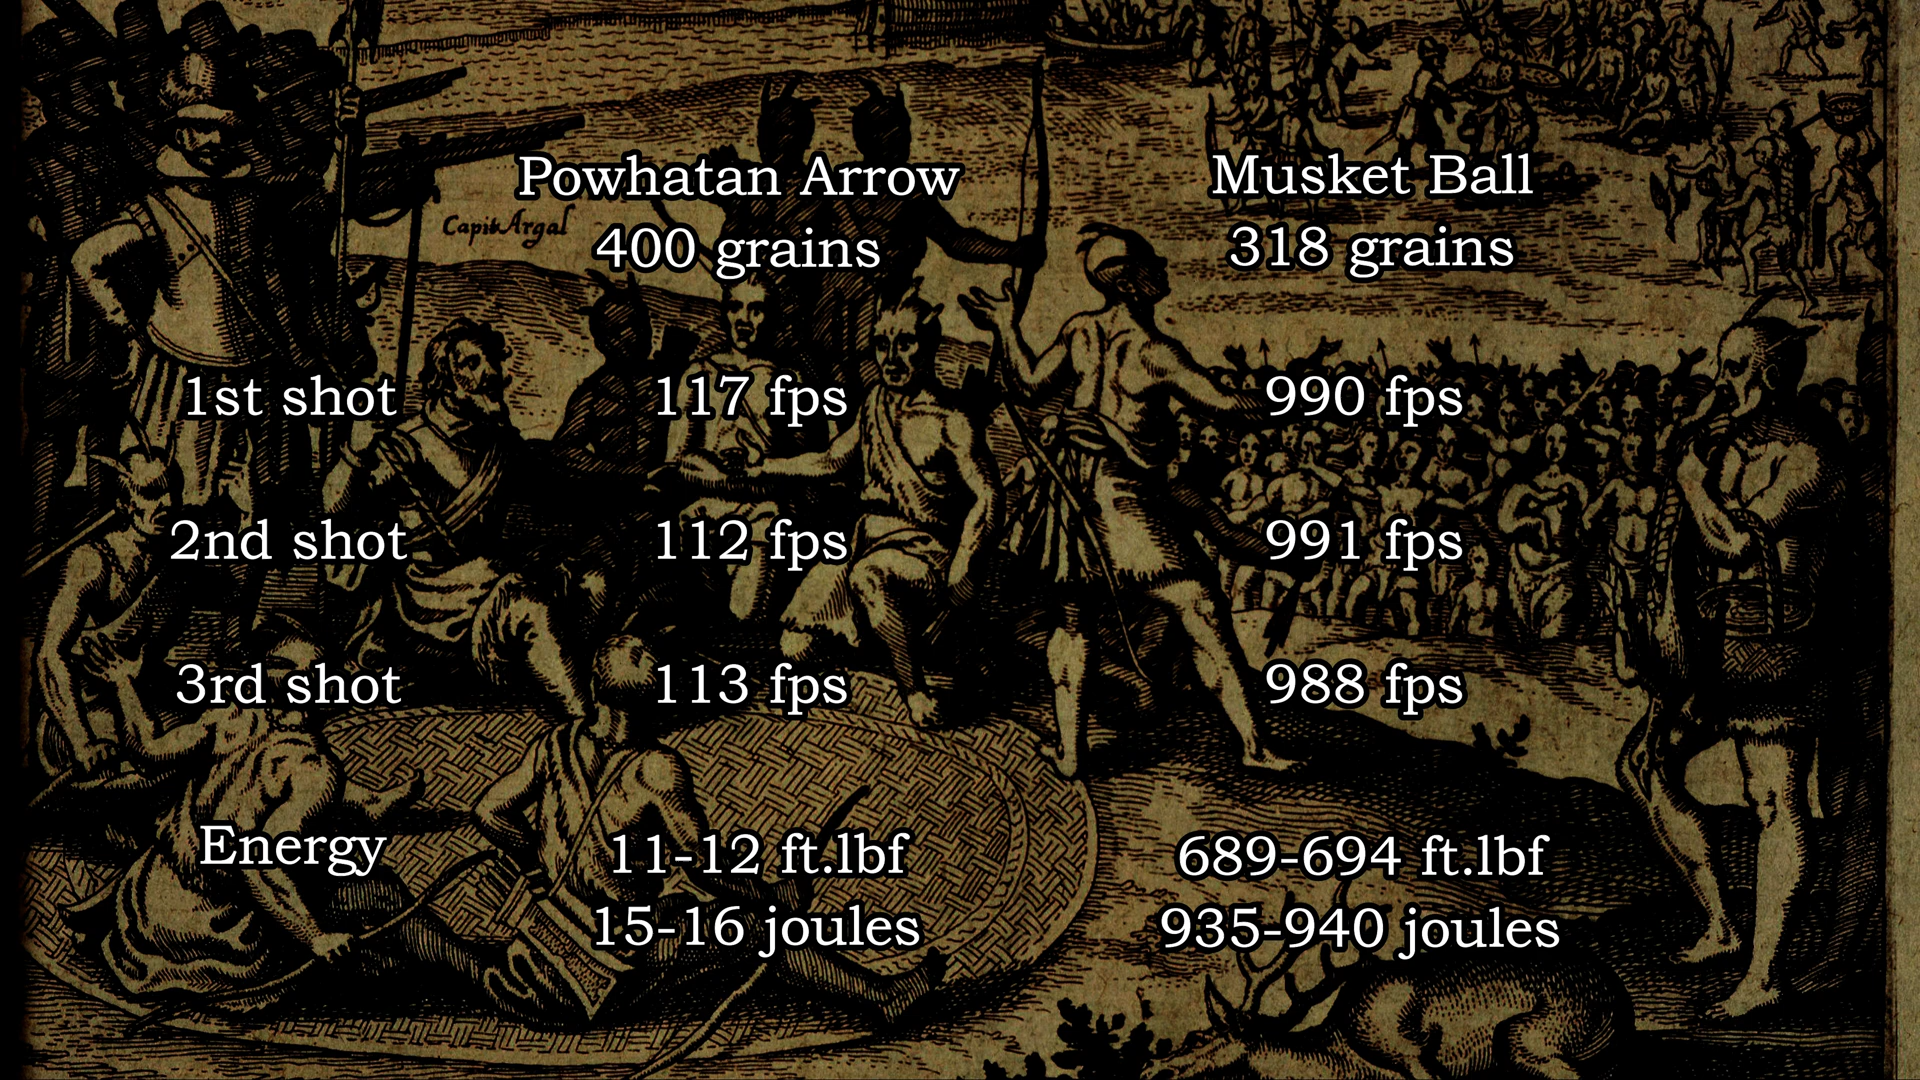 Powhatan Arrow Musket Ball
400 grains 318 grains
Capit Argal
1st shot 117 fps 990 fps
2nd shot 112 fps 991 fps
3rd shot 113 fps 988 fps
Energy 11-12 ft.lbf 689-694 ft.lbf
15-16 joules 935-940 joules